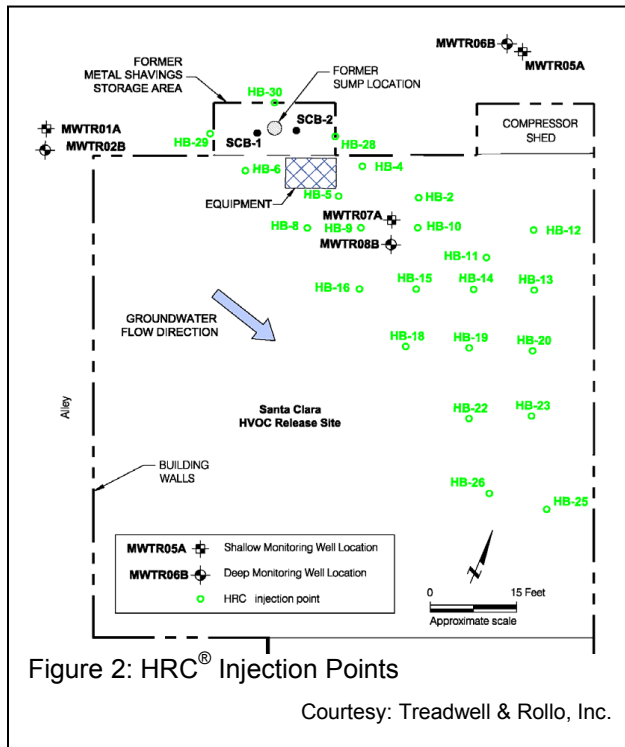 FORMER
METAL SHAVINGS
STORAGE AREA
FORMER
SUMP LOCATION
MWTR06B
MWTR05A
HB-30
MWTR01A
MWTR02B
HB-29
SCB-1
SCB-2
HB-28
COMPRESSOR
SHED
HB-6
HB-4
EQUIPMENT
HB-5
HB-2
MWTR07A
HB-8
HB-9
HB-10
HB-12
MWTR08B
HB-11
HB-16
HB-15
HB-14
HB-13
GROUNDWATER
FLOW DIRECTION
HB-18
HB-19
HB-20
Alley
Santa Clara
HVOC Release Site
HB-22
HB-23
BUILDING
WALLS
HB-26
HB-25
MWTR05A Shallow Monitoring Well Location
MWTR06B Deep Monitoring Well Location
HRC injection point
N
0 15 Feet
Approximate scale
Figure 2: HRC® Injection Points
Courtesy: Treadwell & Rollo, Inc.